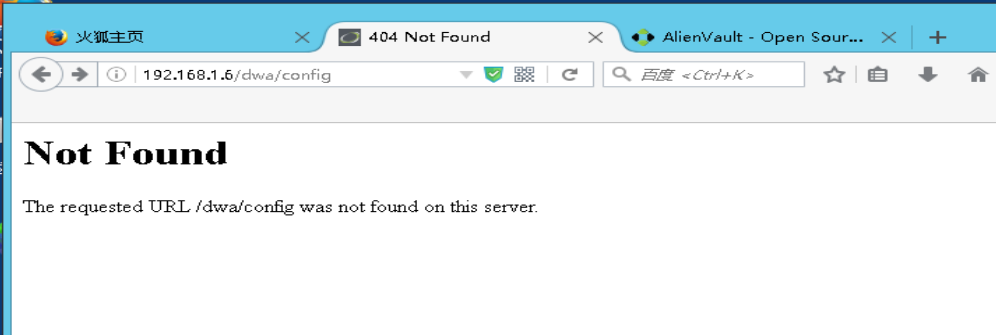 火狐主页
404 Not Found
AlienVault - Open Sour...
192.168.1.6/dwa/config
百度 <Ctrl+K>
Not Found
The requested URL /dwa/config was not found on this server.